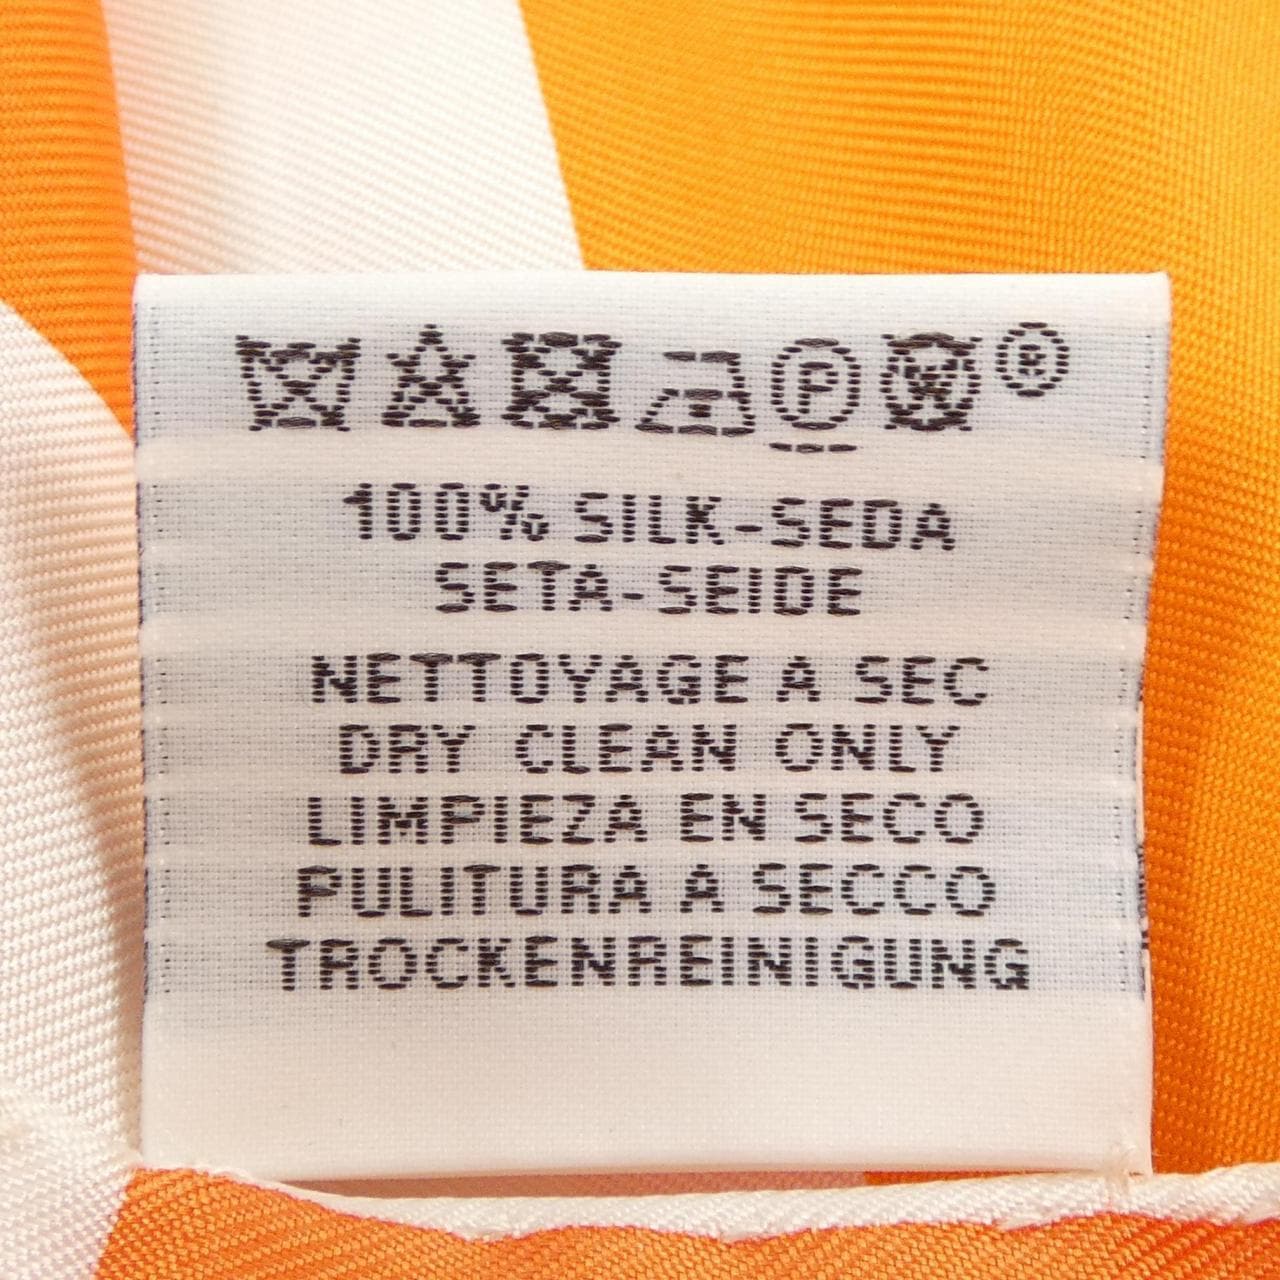 P W ®
100% SILK-SEDA
SETA-SEIDE
NETTOYAGE A SEC
DRY CLEAN ONLY
LIMPIEZA EN SECO
PULITURA A SECCO
TROCKENREINIGUNG